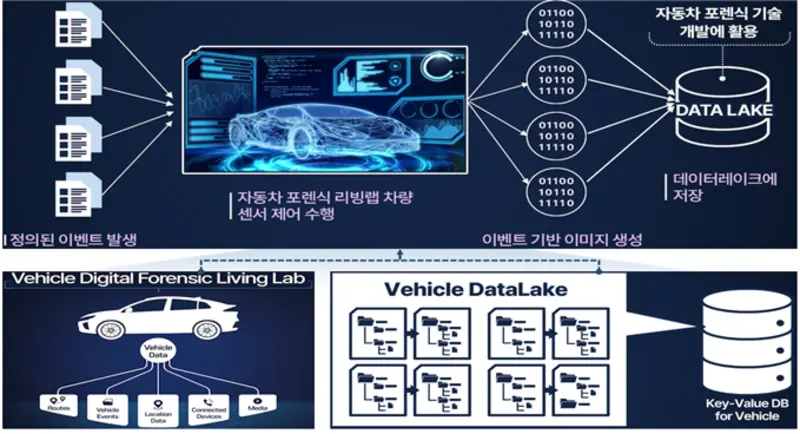 01100
10110
11110
01100
10110
11110
01100
10110
11110
01100
10110
11110
자동차 포렌식 기술
개발에 활용
DATA LAKE
자동차 포렌식 리빙랩 차량
센서 제어 수행
데이터레이크에
저장
정의된 이벤트 발생
이벤트 기반 이미지 생성
Vehicle Digital Forensic Living Lab
Vehicle
Data
Routes
Vehicle
Events
Location
Data
Connected
Devices
Media
Vehicle DataLake
Key-Value DB
for Vehicle